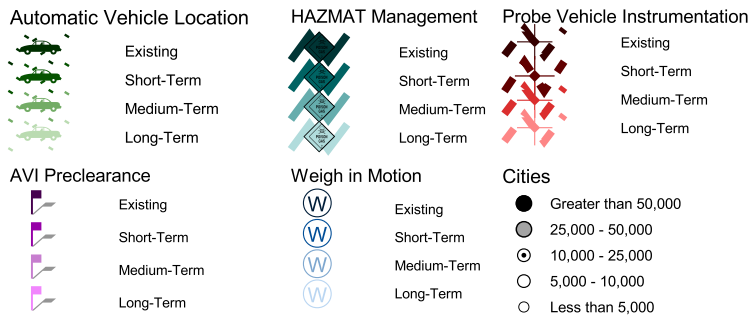 Automatic Vehicle Location
Existing
Short-Term
Medium-Term
Long-Term
HAZMAT Management
Existing
Short-Term
Medium-Term
Long-Term
Probe Vehicle Instrumentation
Existing
Short-Term
Medium-Term
Long-Term
AVI Preclearance
Existing
Short-Term
Medium-Term
Long-Term
Weigh in Motion
W Existing
W Short-Term
W Medium-Term
W Long-Term
Cities
Greater than 50,000
25,000 - 50,000
10,000 - 25,000
5,000 - 10,000
Less than 5,000